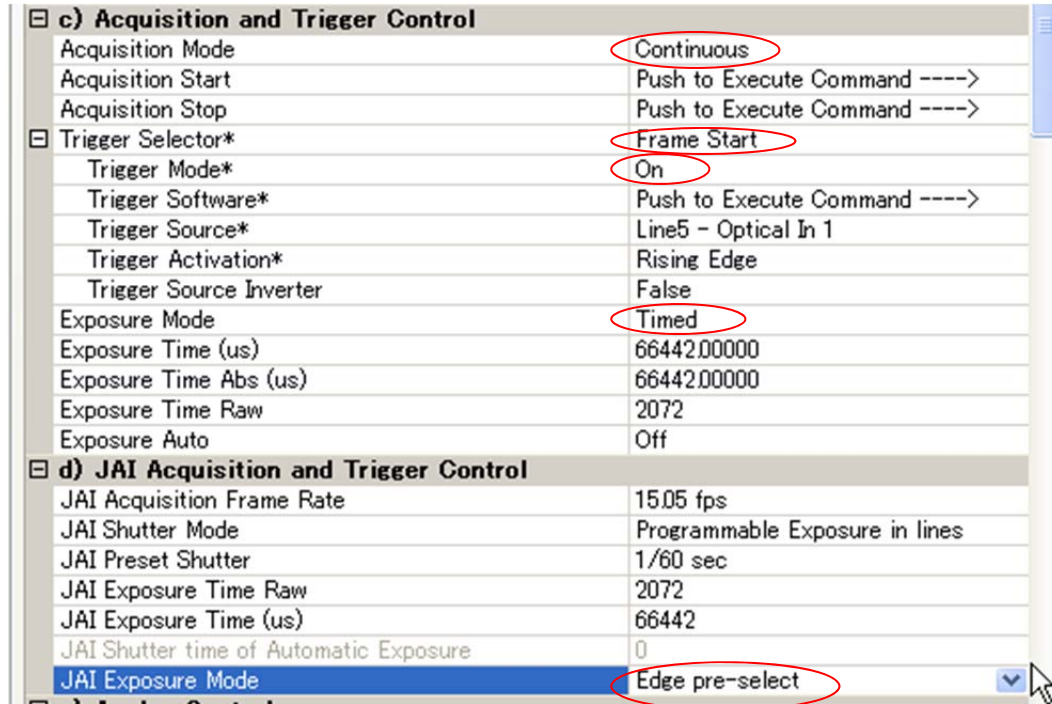 c) Acquisition and Trigger Control
Acquisition Mode Continuous
Acquisition Start Push to Execute Command ---->
Acquisition Stop Push to Execute Command ---->
Trigger Selector* Frame Start
Trigger Mode* On
Trigger Software* Push to Execute Command ---->
Trigger Source* Line5 - Optical In 1
Trigger Activation* Rising Edge
Trigger Source Inverter False
Exposure Mode Timed
Exposure Time (us) 66442.00000
Exposure Time Abs (us) 66442.00000
Exposure Time Raw 2072
Exposure Auto Off
d) JAI Acquisition and Trigger Control
JAI Acquisition Frame Rate 15.05 fps
JAI Shutter Mode Programmable Exposure in lines
JAI Preset Shutter 1/60 sec
JAI Exposure Time Raw 2072
JAI Exposure Time (us) 66442
JAI Shutter time of Automatic Exposure 0
JAI Exposure Mode Edge pre-select